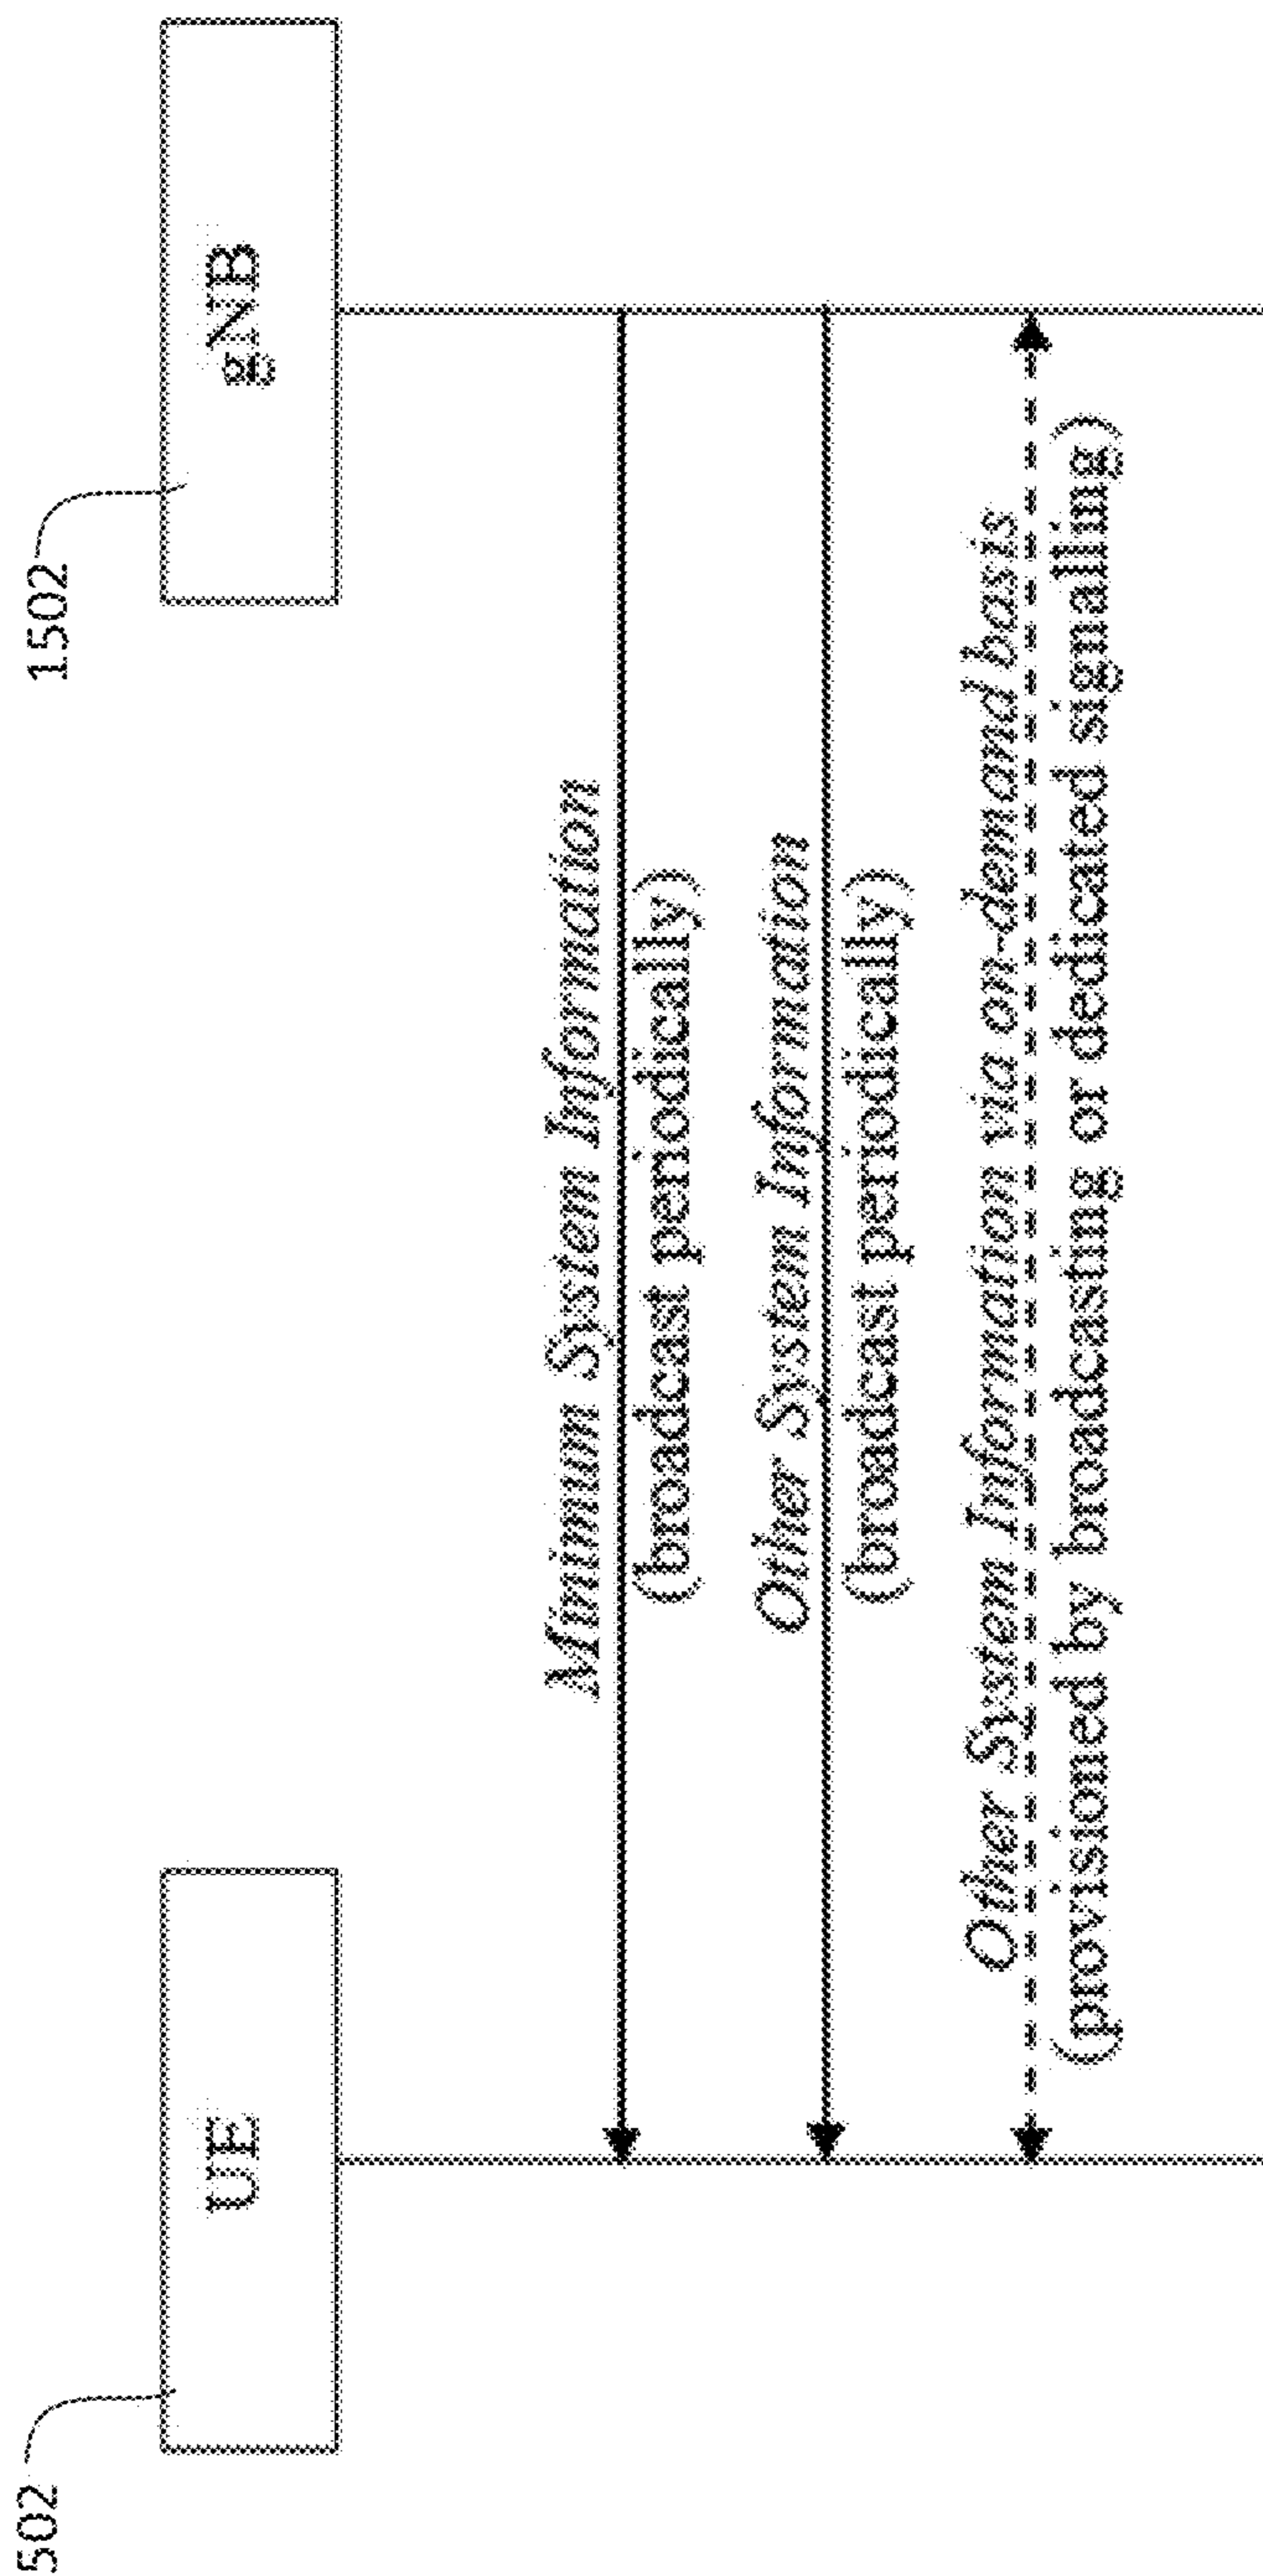 502
UE
1502
gNB
Minimum System Information
(broadcast periodically)
Other System Information
(broadcast periodically)
Other System Information via on-demand basis
(provisioned by broadcasting or dedicated signalling)